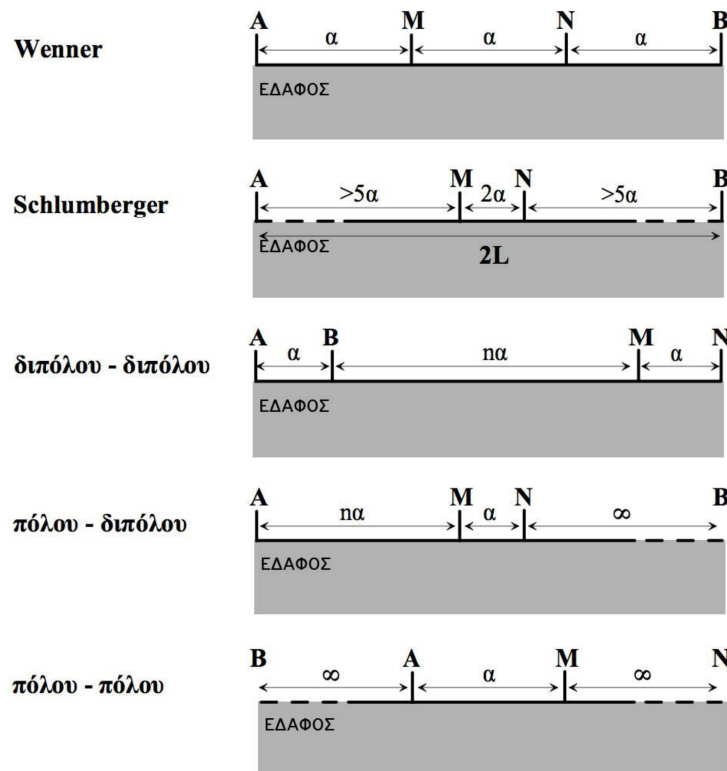 A M N B
Wenner α α α
ΕΔΑΦΟΣ
A M N B
Schlumberger >5α 2α >5α
ΕΔΑΦΟΣ
2L
A B M N
διπόλου - διπόλου α nα α
ΕΔΑΦΟΣ
A M N B
πόλου - διπόλου nα α ∞
ΕΔΑΦΟΣ
B A M N
πόλου - πόλου ∞ α ∞
ΕΔΑΦΟΣ